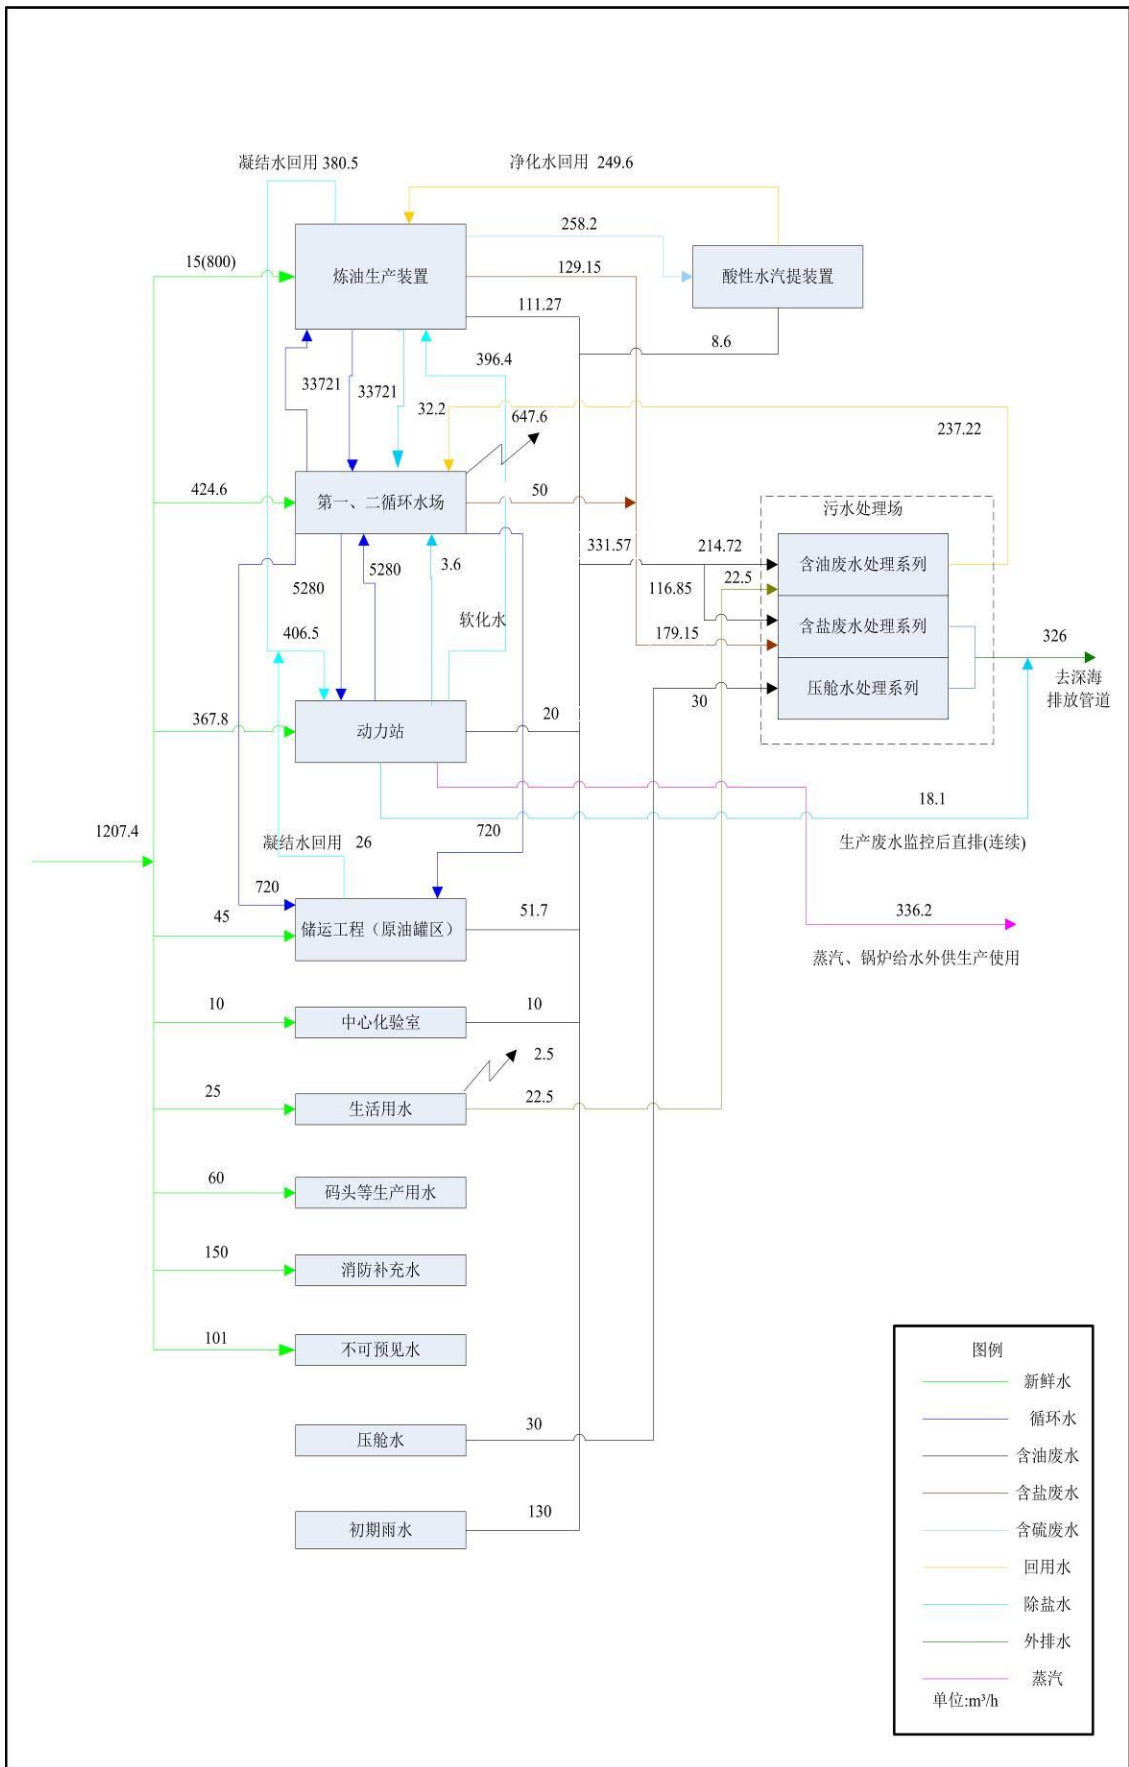 凝结水回用 380.5
净化水回用 249.6
258.2
15(800)
炼油生产装置
129.15
酸性水汽提装置
111.27
8.6
396.4
33721
33721
32.2
647.6
237.22
424.6
第一、二循环水场
50
污水处理场
331.57
214.72
含油废水处理系列
5280
5280
3.6
22.5
116.85
软化水
406.5
179.15
含盐废水处理系列
326
去深海
排放管道
压舱水处理系列
30
367.8
动力站
20
18.1
1207.4
凝结水回用 26
720
生产废水监控后直排(连续)
720
45
储运工程（原油罐区）
51.7
336.2
蒸汽、锅炉给水外供生产使用
10
中心化验室
10
2.5
25
生活用水
22.5
60
码头等生产用水
150
消防补充水
101
不可预见水
压舱水
30
初期雨水
130
图例
新鲜水
循环水
含油废水
含盐废水
含硫废水
回用水
除盐水
外排水
蒸汽
单位:m³/h